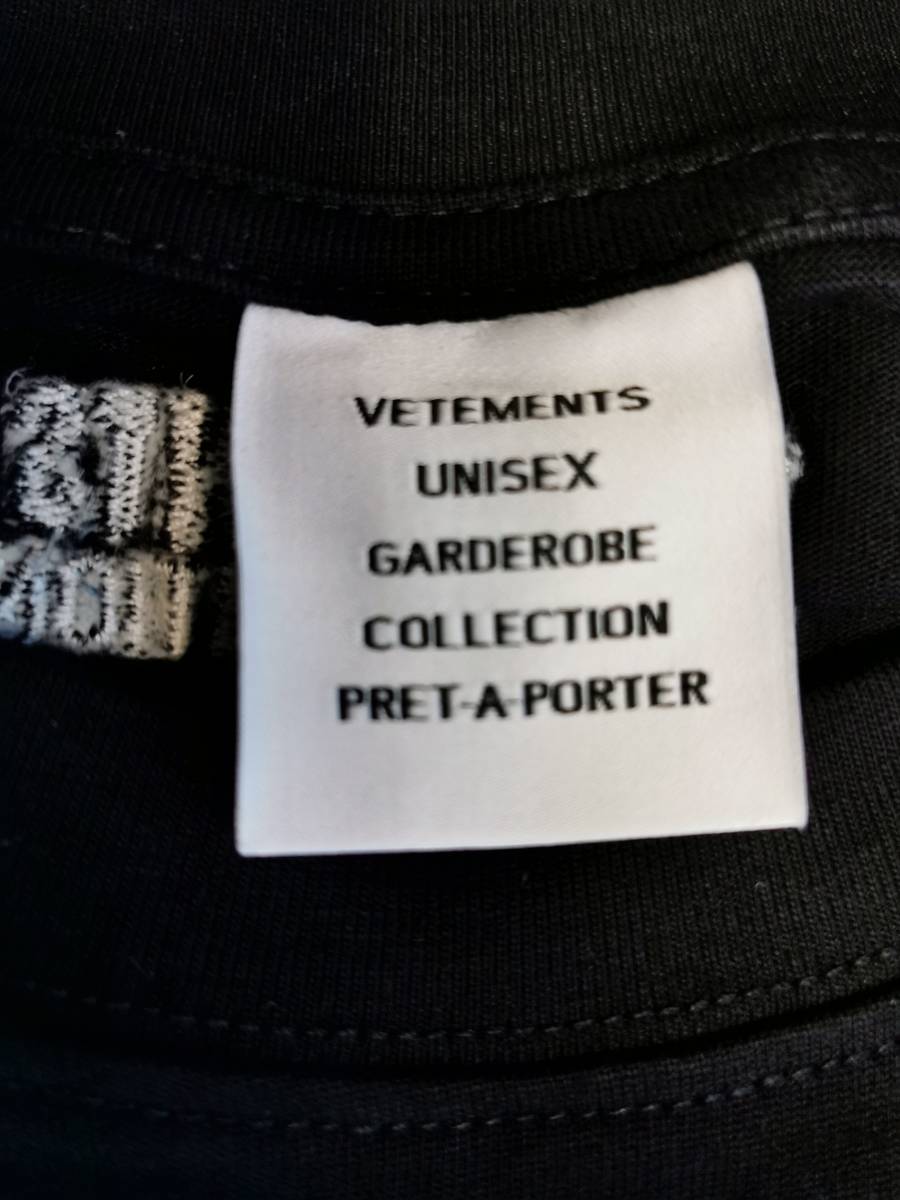 VETEMENTS
UNISEX
GARDEROBE
COLLECTION
PRET-A-PORTER